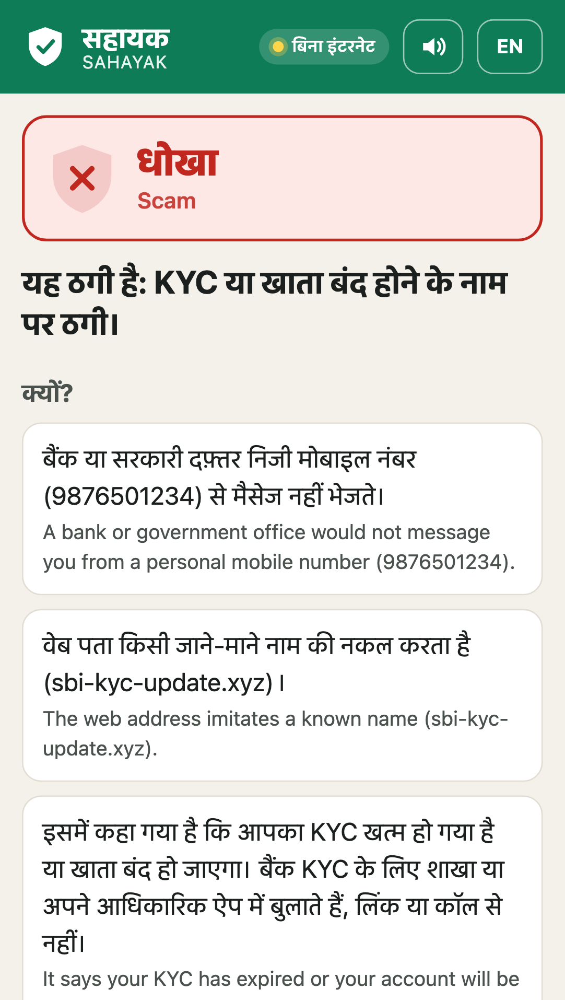 सहायक
SAHAYAK
बिना इंटरनेट
EN
धोखा
Scam
यह ठगी है: KYC या खाता बंद होने के नाम
पर ठगी।
क्यों?
बैंक या सरकारी दफ़्तर निजी मोबाइल नंबर
(9876501234) से मैसेज नहीं भेजते।
A bank or government office would not message
you from a personal mobile number (9876501234).
वेब पता किसी जाने-माने नाम की नकल करता है
(sbi-kyc-update.xyz) ।
The web address imitates a known name (sbi-kyc-
update.xyz).
इसमें कहा गया है कि आपका KYC खत्म हो गया है
या खाता बंद हो जाएगा। बैंक KYC के लिए शाखा या
अपने आधिकारिक ऐप में बुलाते हैं, लिंक या कॉल से
नहीं।
It says your KYC has expired or your account will be